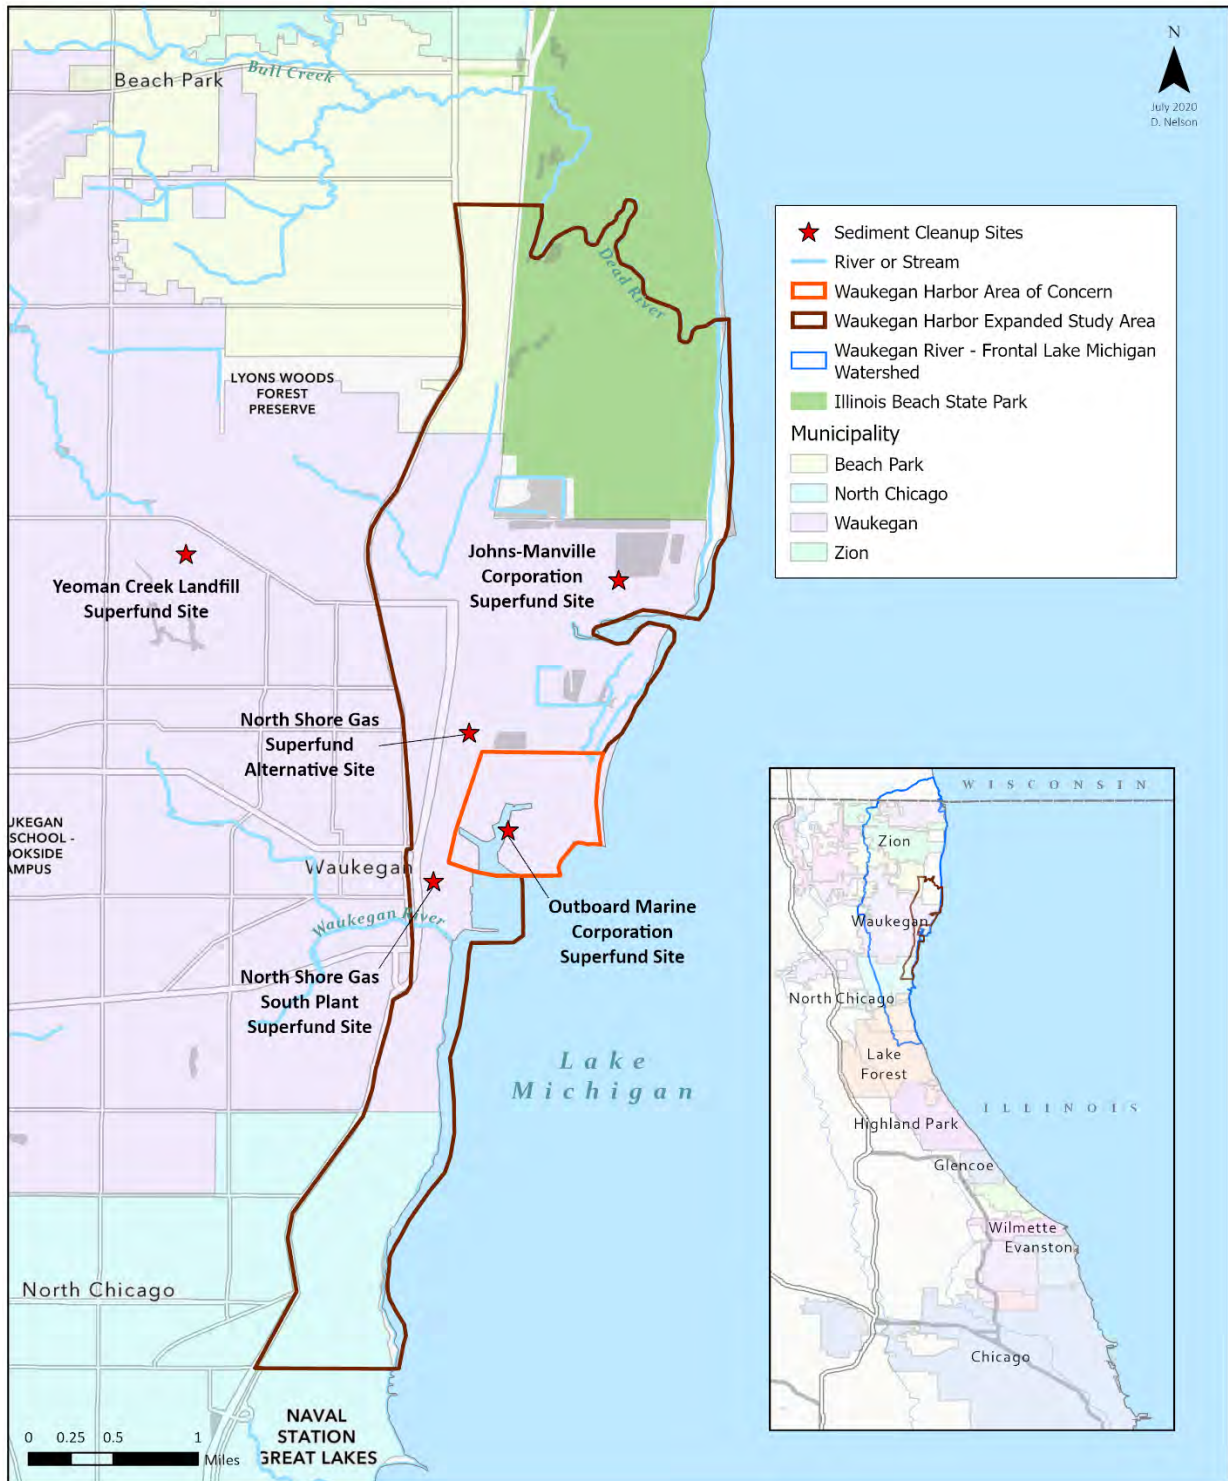 N
July 2020
D. Nelson
Beach Park
Bull Creek
Dead River
LYONS WOODS
FOREST
PRESERVE
Sediment Cleanup Sites
River or Stream
Waukegan Harbor Area of Concern
Waukegan Harbor Expanded Study Area
Waukegan River - Frontal Lake Michigan
Watershed
Illinois Beach State Park
Municipality
Beach Park
North Chicago
Waukegan
Zion
Yeoman Creek Landfill
Superfund Site
Johns-Manville
Corporation
Superfund Site
North Shore Gas
Superfund
Alternative Site
UKEGAN
SCHOOL -
OOKSIDE
AMPUS
Waukegan
Waukegan River
Outboard Marine
Corporation
Superfund Site
North Shore Gas
South Plant
Superfund Site
Lake
Michigan
North Chicago
NAVAL
STATION
GREAT LAKES
0 0.25 0.5 1
Miles
WISCONSIN
Zion
Waukegan
North Chicago
Lake
Forest
ILLINOIS
Highland Park
Glencoe
Wilmette
Evanston
Chicago